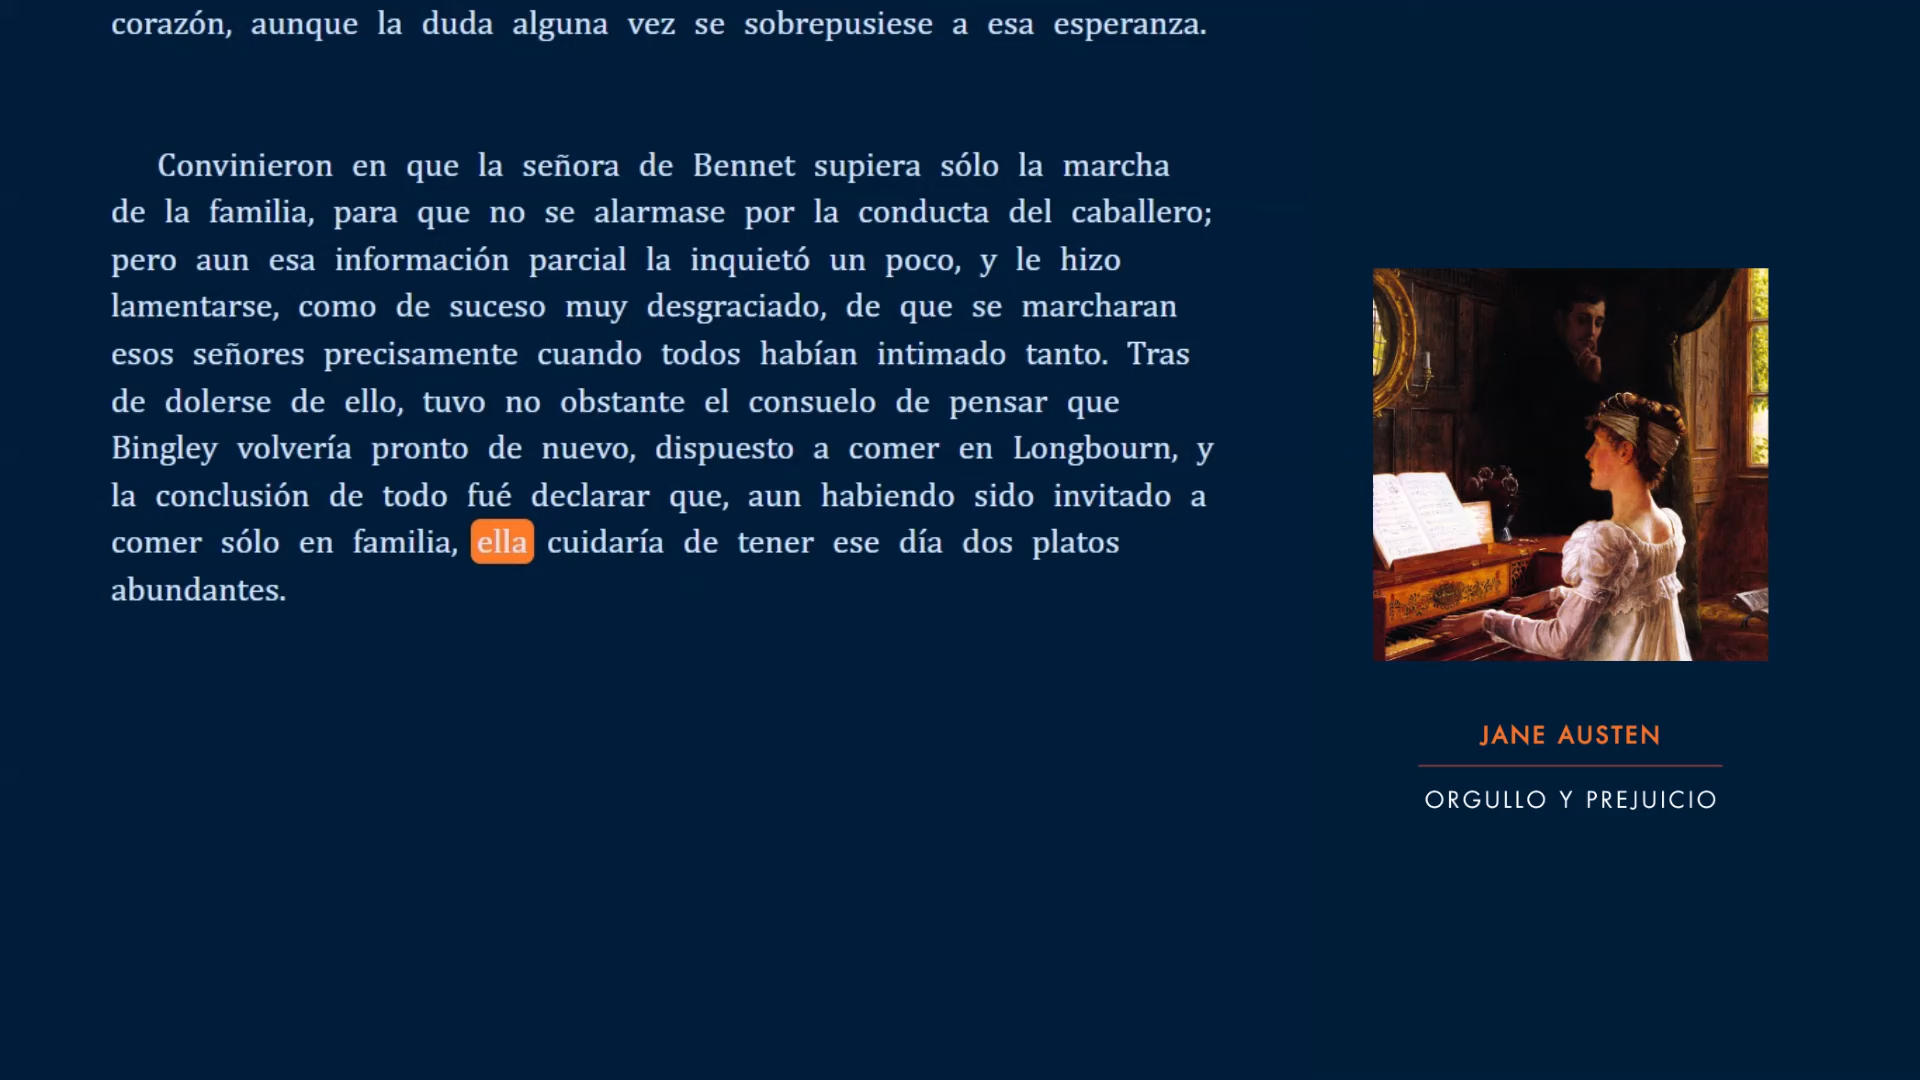 corazón, aunque la duda alguna vez se sobrepusiese a esa esperanza.
Convinieron en que la señora de Bennet supiera sólo la marcha
de la familia, para que no se alarmase por la conducta del caballero;
pero aun esa información parcial la inquietó un poco, y le hizo
lamentarse, como de suceso muy desgraciado, de que se marcharan
esos señores precisamente cuando todos habían intimado tanto. Tras
de dolerse de ello, tuvo no obstante el consuelo de pensar que
Bingley volvería pronto de nuevo, dispuesto a comer en Longbourn, y
la conclusión de todo fué declarar que, aun habiendo sido invitado a
comer sólo en familia, ella cuidaría de tener ese día dos platos
abundantes.
JANE AUSTEN
ORGULLO Y PREJUICIO